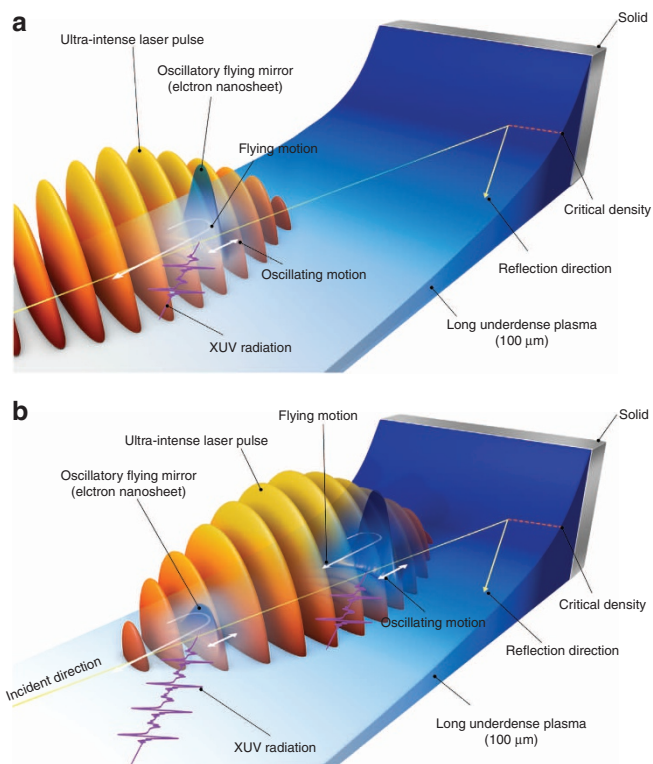 a
Solid
Ultra-intense laser pulse
Oscillatory flying mirror
(elctron nanosheet)
Flying motion
Critical density
Reflection direction
Oscillating motion
Long underdense plasma
(100 μm)
XUV radiation
b
Flying motion
Solid
Ultra-intense laser pulse
Oscillatory flying mirror
(elctron nanosheet)
Critical density
Oscillating motion
Reflection direction
Incident direction
Long underdense plasma
(100 μm)
XUV radiation